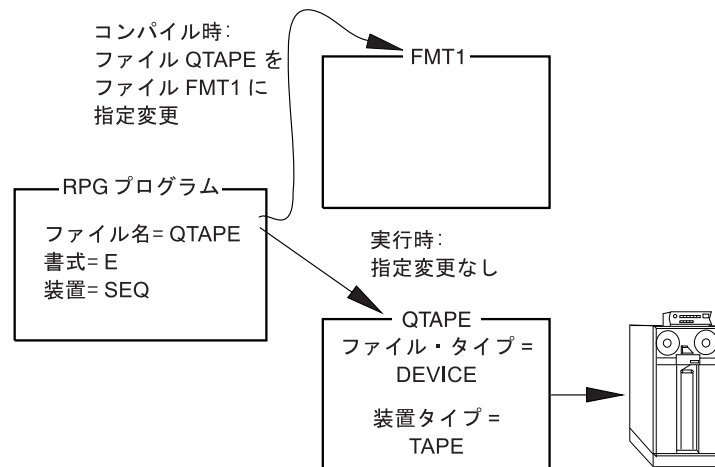 コンパイル時:
ファイル QTAPE を
ファイル FMT1 に
指定変更
FMT1
RPG プログラム
ファイル名= QTAPE
書式= E
装置= SEQ
実行時:
指定変更なし
QTAPE
ファイル・タイプ =
DEVICE
装置タイプ =
TAPE